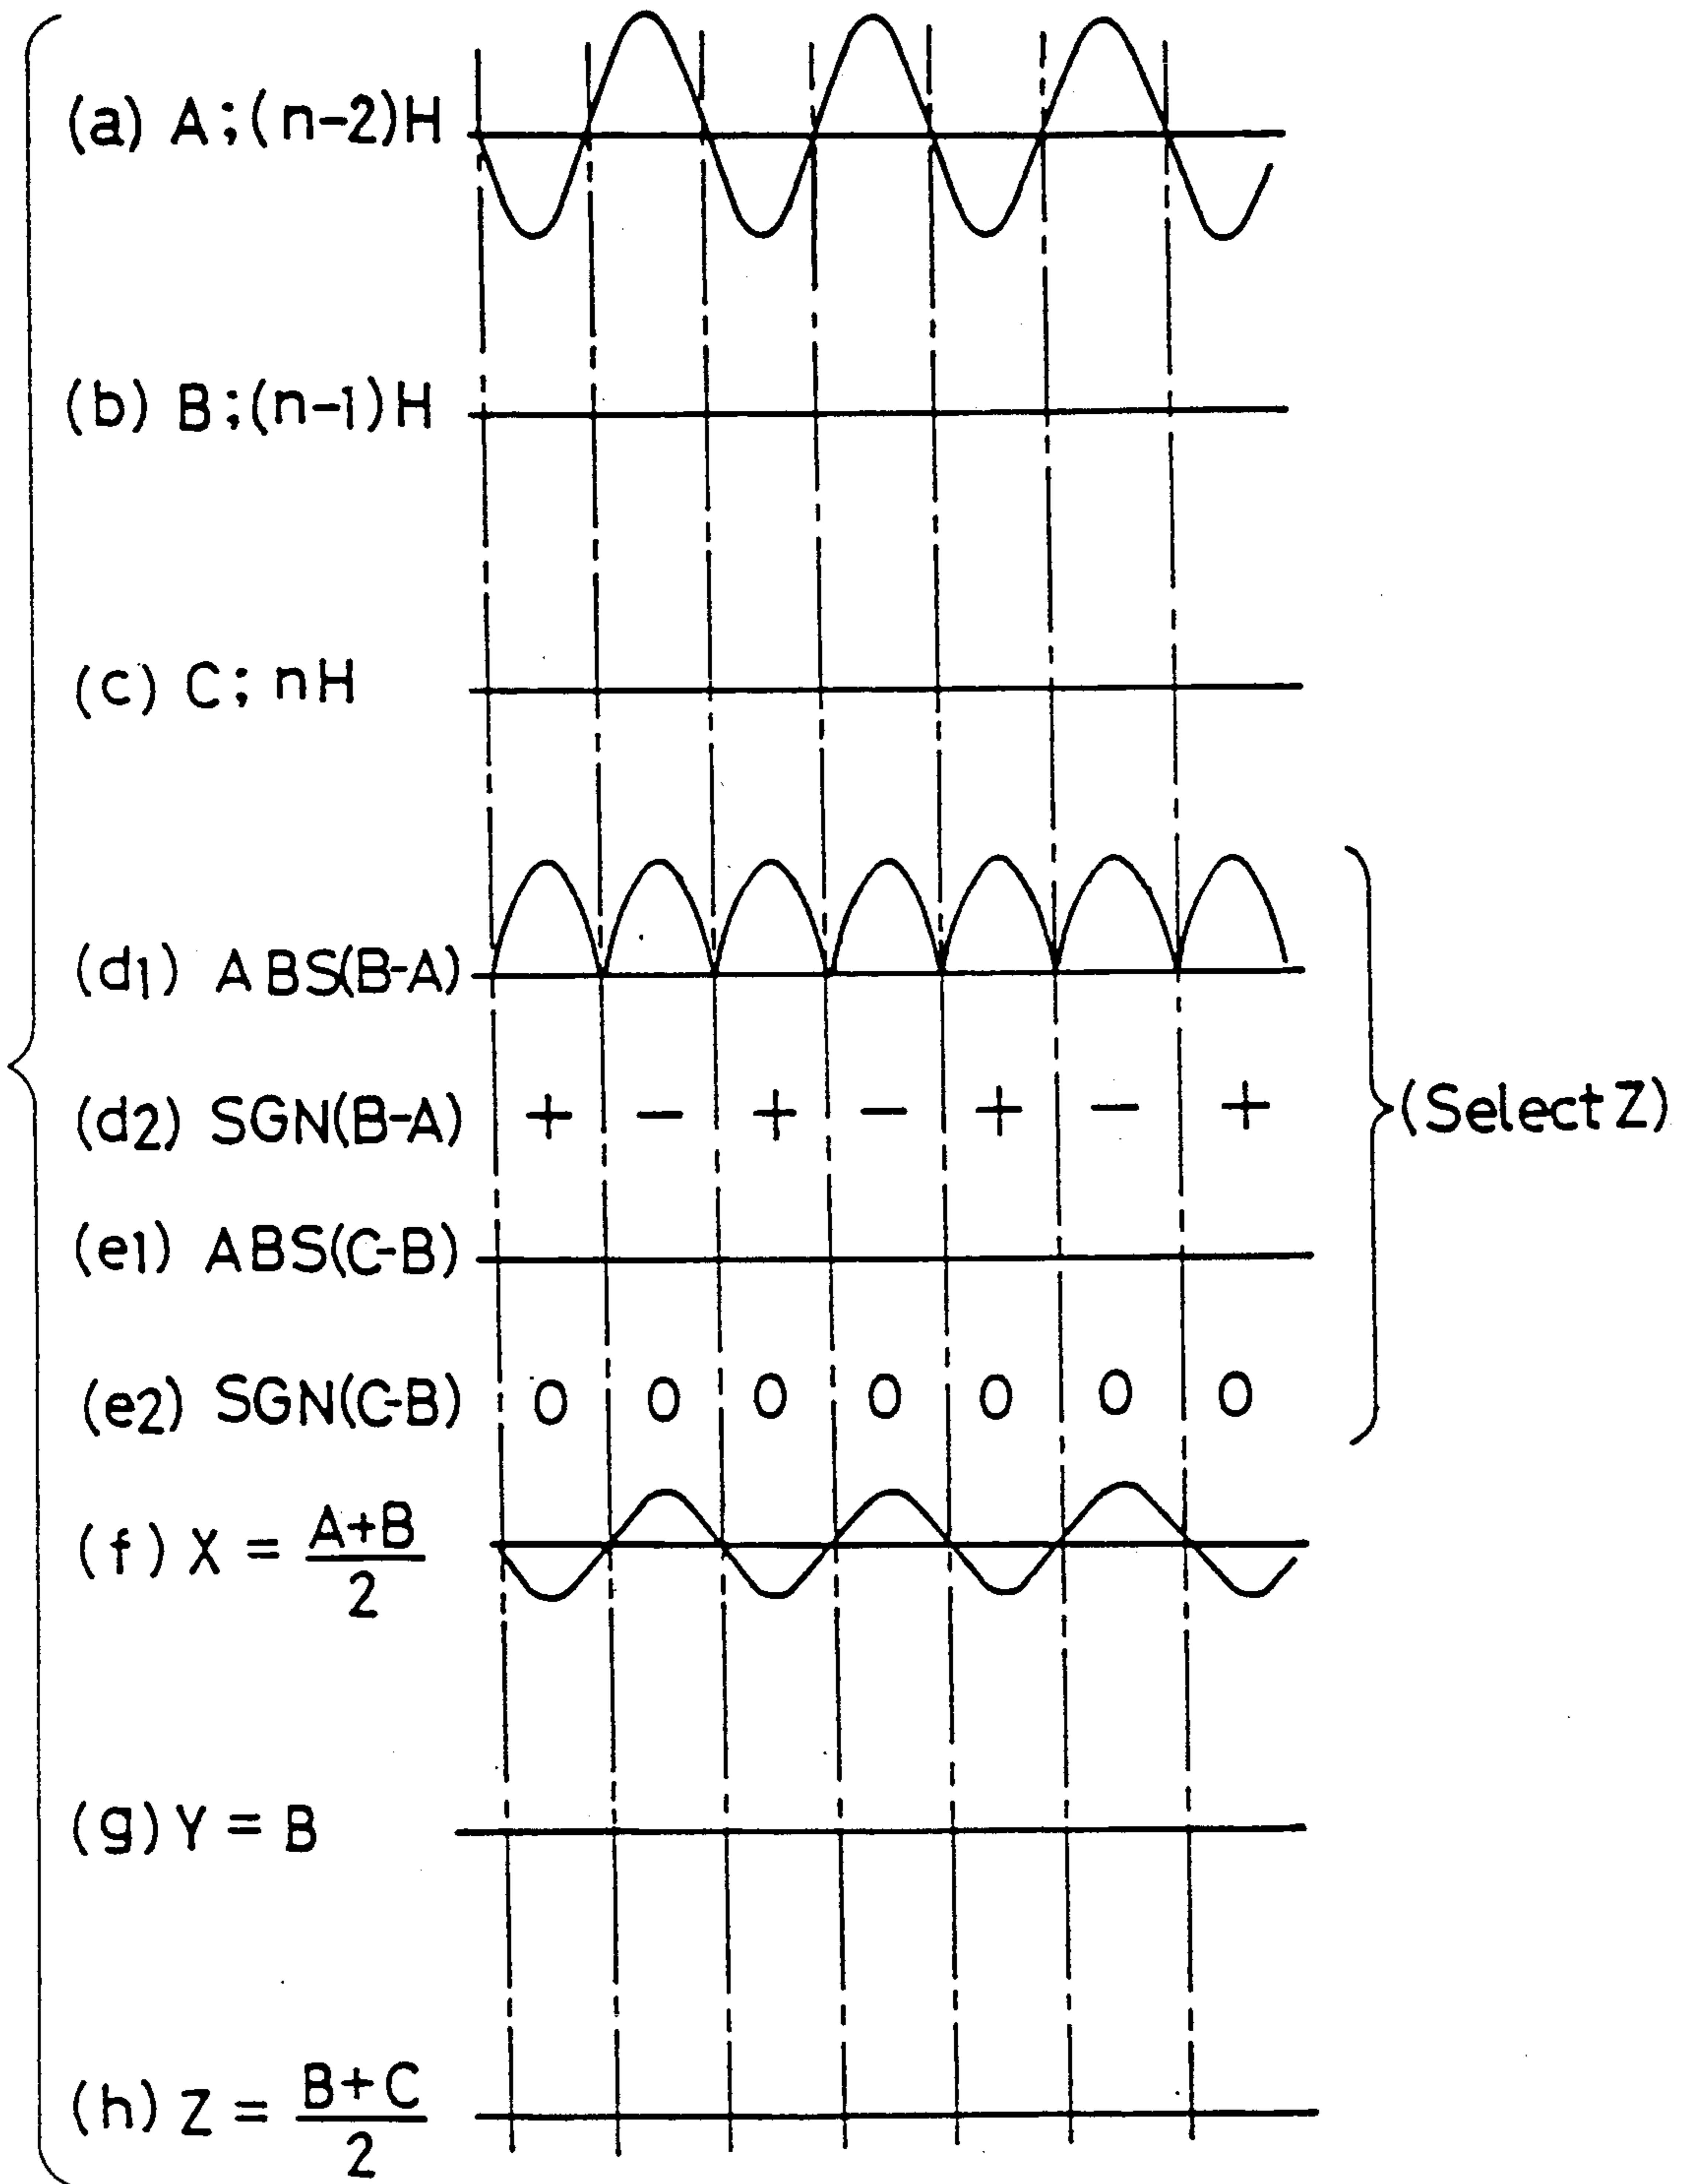 (a) A;(n-2)H
(b) B;(n-1)H
(c) C; nH
(d1) ABS(B-A)
(d2) SGN(B-A) + − + − + − +
(Select Z)
(e1) ABS(C-B)
(e2) SGN(C-B) 0 0 0 0 0 0 0
(f) X = A+B
2
(g) Y = B
(h) Z = B+C
2